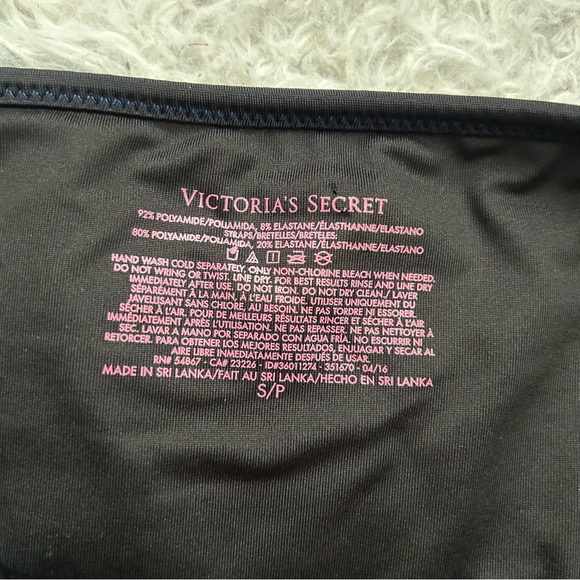 VICTORIA'S SECRET
92% POLYAMIDE/POLIAMIDA, 8% ELASTANE/ÉLASTHANNE/ELASTANO
STRAPS/BRETELLES/BRETELES:
80% POLYAMIDE/POLIAMIDA, 20% ELASTANE/ÉLASTHANNE/ELASTANO
HAND WASH COLD SEPARATELY. ONLY NON-CHLORINE BLEACH WHEN NEEDED.
DO NOT WRING OR TWIST. LINE DRY. FOR BEST RESULTS RINSE AND LINE DRY
IMMEDIATELY AFTER USE. DO NOT IRON. DO NOT DRY CLEAN./ LAVER
SÉPARÉMENT À LA MAIN, À L'EAU FROIDE. UTILISER UNIQUEMENT DU
JAVELLISANT SANS CHLORE, AU BESOIN. NE PAS TORDRE NI ESSORER.
SÉCHER À L'AIR. POUR DE MEILLEURS RÉSULTATS RINCER ET SÉCHER À L'AIR
IMMÉDIATEMENT APRÈS L'UTILISATION. NE PAS REPASSER. NE PAS NETTOYER À
SEC. LAVAR A MANO POR SEPARADO CON AGUA FRÍA. NO ESCURRIR NI
RETORCER. PARA OBTENER LOS MEJORES RESULTADOS, ENJUAGAR Y SECAR AL
AIRE LIBRE INMEDIATAMENTE DESPUÉS DE USAR.
RN# 54867 - CA# 23226 - ID#36011274 - 351670 - 04/16
MADE IN SRI LANKA/FAIT AU SRI LANKA/HECHO EN SRI LANKA
S/P